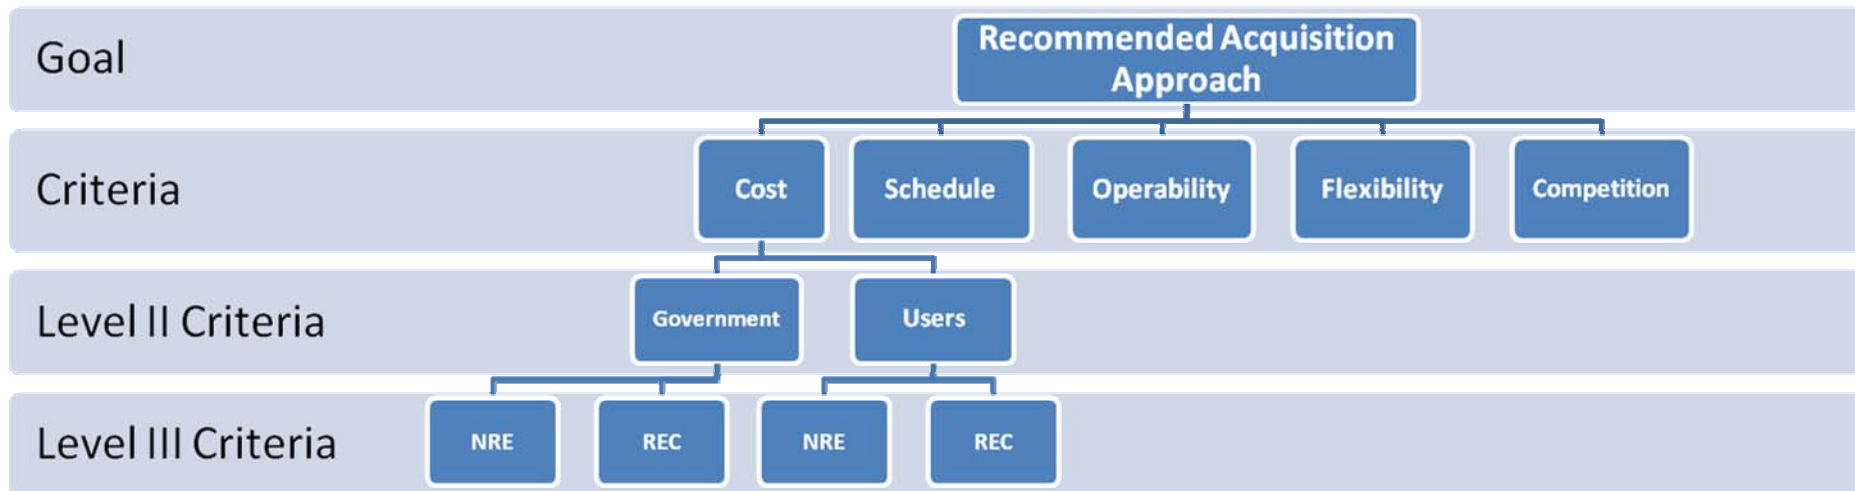 Goal
Recommended Acquisition
Approach
Criteria
Cost
Schedule
Operability
Flexibility
Competition
Level II Criteria
Government
Users
Level III Criteria
NRE
REC
NRE
REC